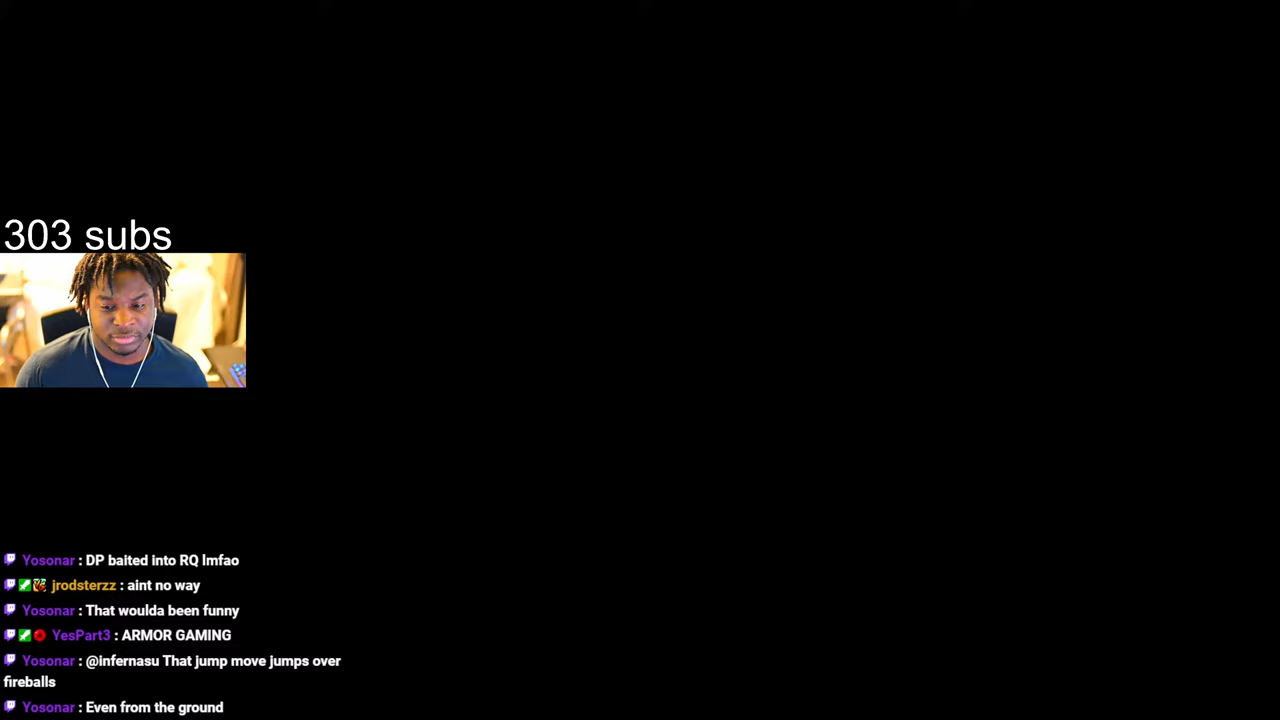 303 subs
Yosonar : DP baited into RQ lmfao
jrodsterzz : aint no way
Yosonar : That woulda been funny
YesPart3 : ARMOR GAMING
Yosonar : @infernasu That jump move jumps over
fireballs
Yosonar : Even from the ground